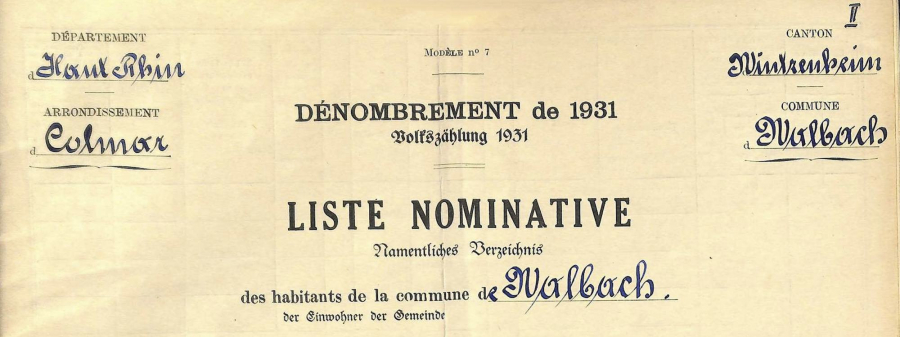 II
DÉPARTEMENT
d Haut Rhin
ARRONDISSEMENT
d Colmar
MODÈLE nº 7
DÉNOMBREMENT de 1931
Volkszählung 1931
CANTON
Wintzenheim
COMMUNE
d Walbach
LISTE NOMINATIVE
Namentliches Verzeichnis
des habitants de la commune de Walbach.
der Einwohner der Gemeinde